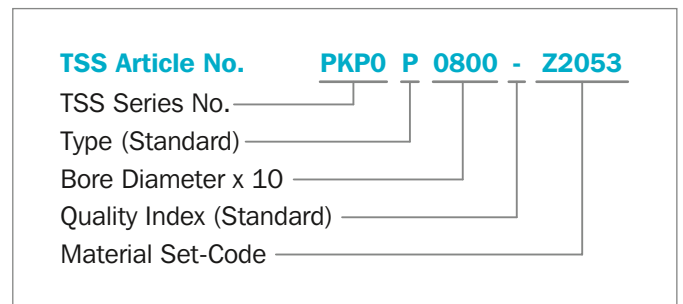 TSS Article No. PKP0 P 0800 - Z2053
TSS Series No.
Type (Standard)
Bore Diameter x 10
Quality Index (Standard)
Material Set-Code